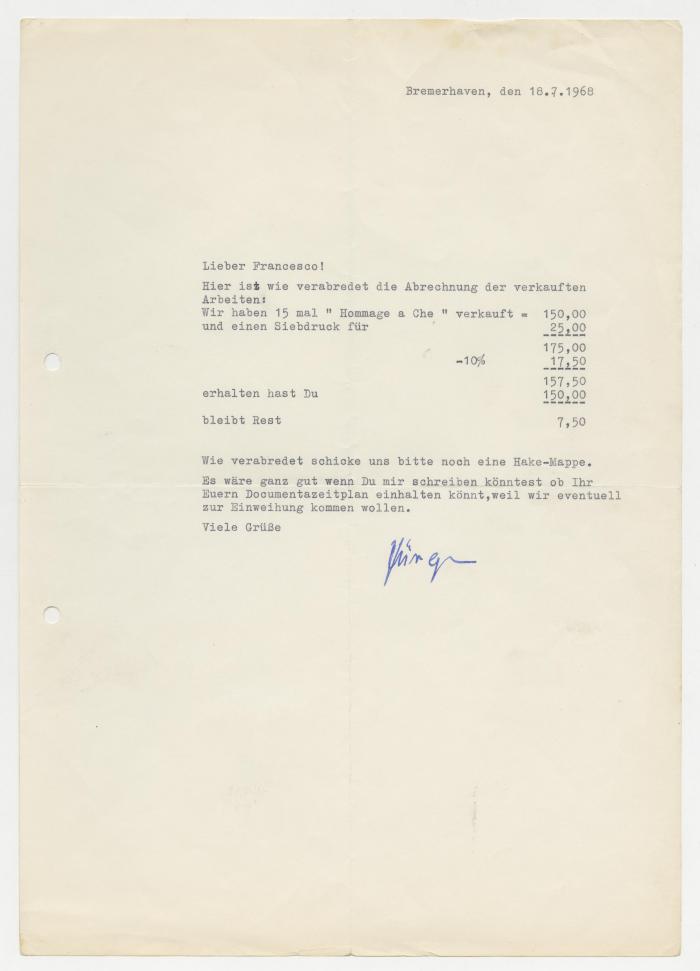 Bremerhaven, den 18.7.1968
Lieber Francesco!
Hier ist wie verabredet die Abrechnung der verkauften
Arbeiten:
Wir haben 15 mal " Hommage a Che " verkauft = 150,00
und einen Siebdruck für 25,00
175,00
-10% 17,50
157,50
erhalten hast Du 150,00
bleibt Rest 7,50
Wie verabredet schicke uns bitte noch eine Hake-Mappe.
Es wäre ganz gut wenn Du mir schreiben könntest ob Ihr
Euern Documentazeitplan einhalten könnt,weil wir eventuell
zur Einweihung kommen wollen.
Viele Grüße
Jürgen